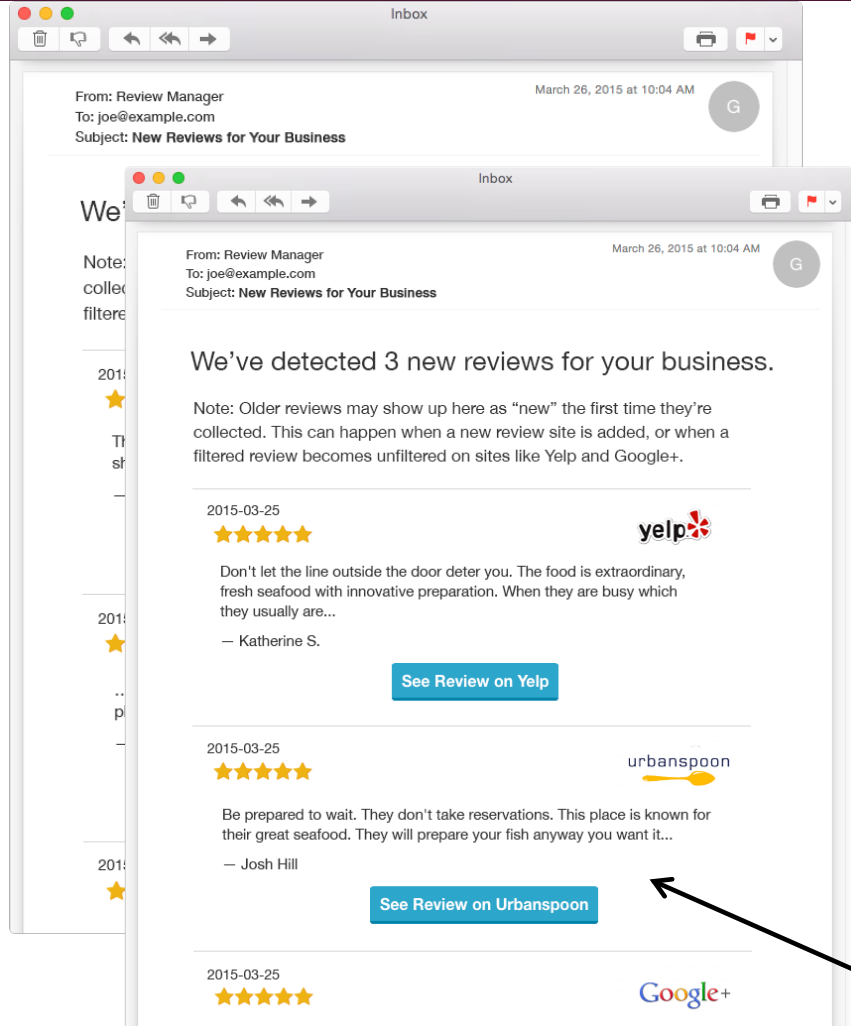 Inbox
March 26, 2015 at 10:04 AM
G
From: Review Manager
To: joe@example.com
Subject: New Reviews for Your Business
We'
Note:
201
201
201
Inbox
March 26, 2015 at 10:04 AM
G
From: Review Manager
To: joe@example.com
Subject: New Reviews for Your Business
We've detected 3 new reviews for your business.
Note: Older reviews may show up here as “new” the first time they're
collected. This can happen when a new review site is added, or when a
filtered review becomes unfiltered on sites like Yelp and Google+.
2015-03-25
yelp
Don't let the line outside the door deter you. The food is extraordinary,
fresh seafood with innovative preparation. When they are busy which
they usually are...
— Katherine S.
See Review on Yelp
2015-03-25
urbanspoon
Be prepared to wait. They don't take reservations. This place is known for
their great seafood. They will prepare your fish anyway you want it...
— Josh Hill
See Review on Urbanspoon
2015-03-25
Google+